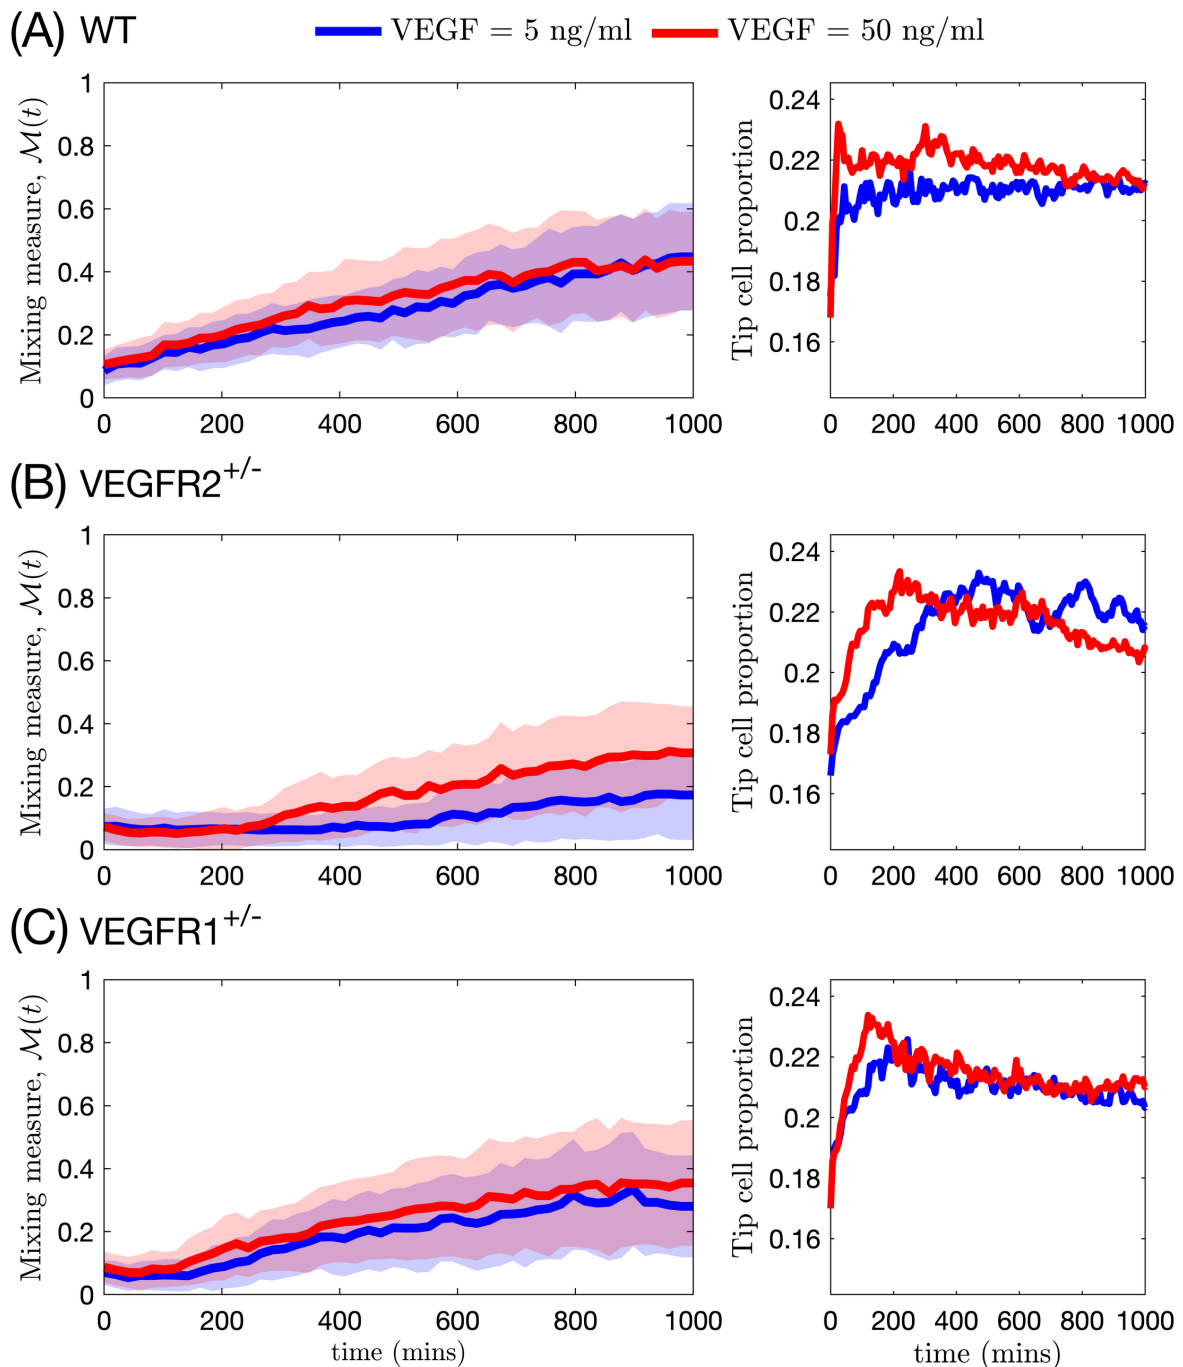 (A) WT
VEGF = 5 ng/ml
VEGF = 50 ng/ml
Mixing measure, M(t)
1
0.8
0.6
0.4
0.2
0
0 200 400 600 800 1000
Tip cell proportion
0.24
0.22
0.2
0.18
0.16
0 200 400 600 800 1000
(B) VEGFR2+/-
Mixing measure, M(t)
1
0.8
0.6
0.4
0.2
0
0 200 400 600 800 1000
Tip cell proportion
0.24
0.22
0.2
0.18
0.16
0 200 400 600 800 1000
(C) VEGFR1+/-
Mixing measure, M(t)
1
0.8
0.6
0.4
0.2
0
0 200 400 600 800 1000
time (mins)
Tip cell proportion
0.24
0.22
0.2
0.18
0.16
0 200 400 600 800 1000
time (mins)